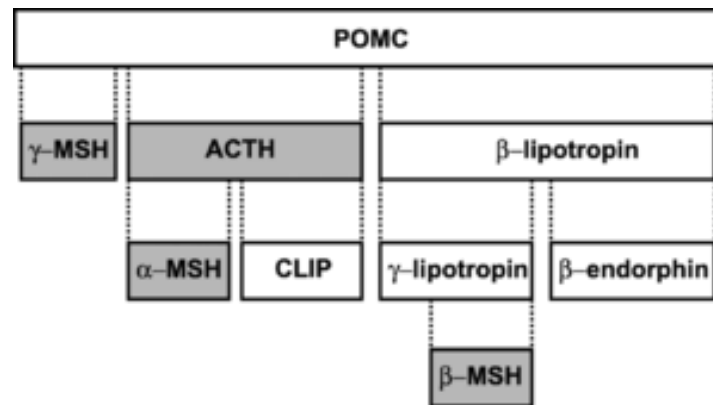 POMC
γ–MSH ACTH β–lipotropin
α–MSH CLIP γ–lipotropin β–endorphin
β–MSH